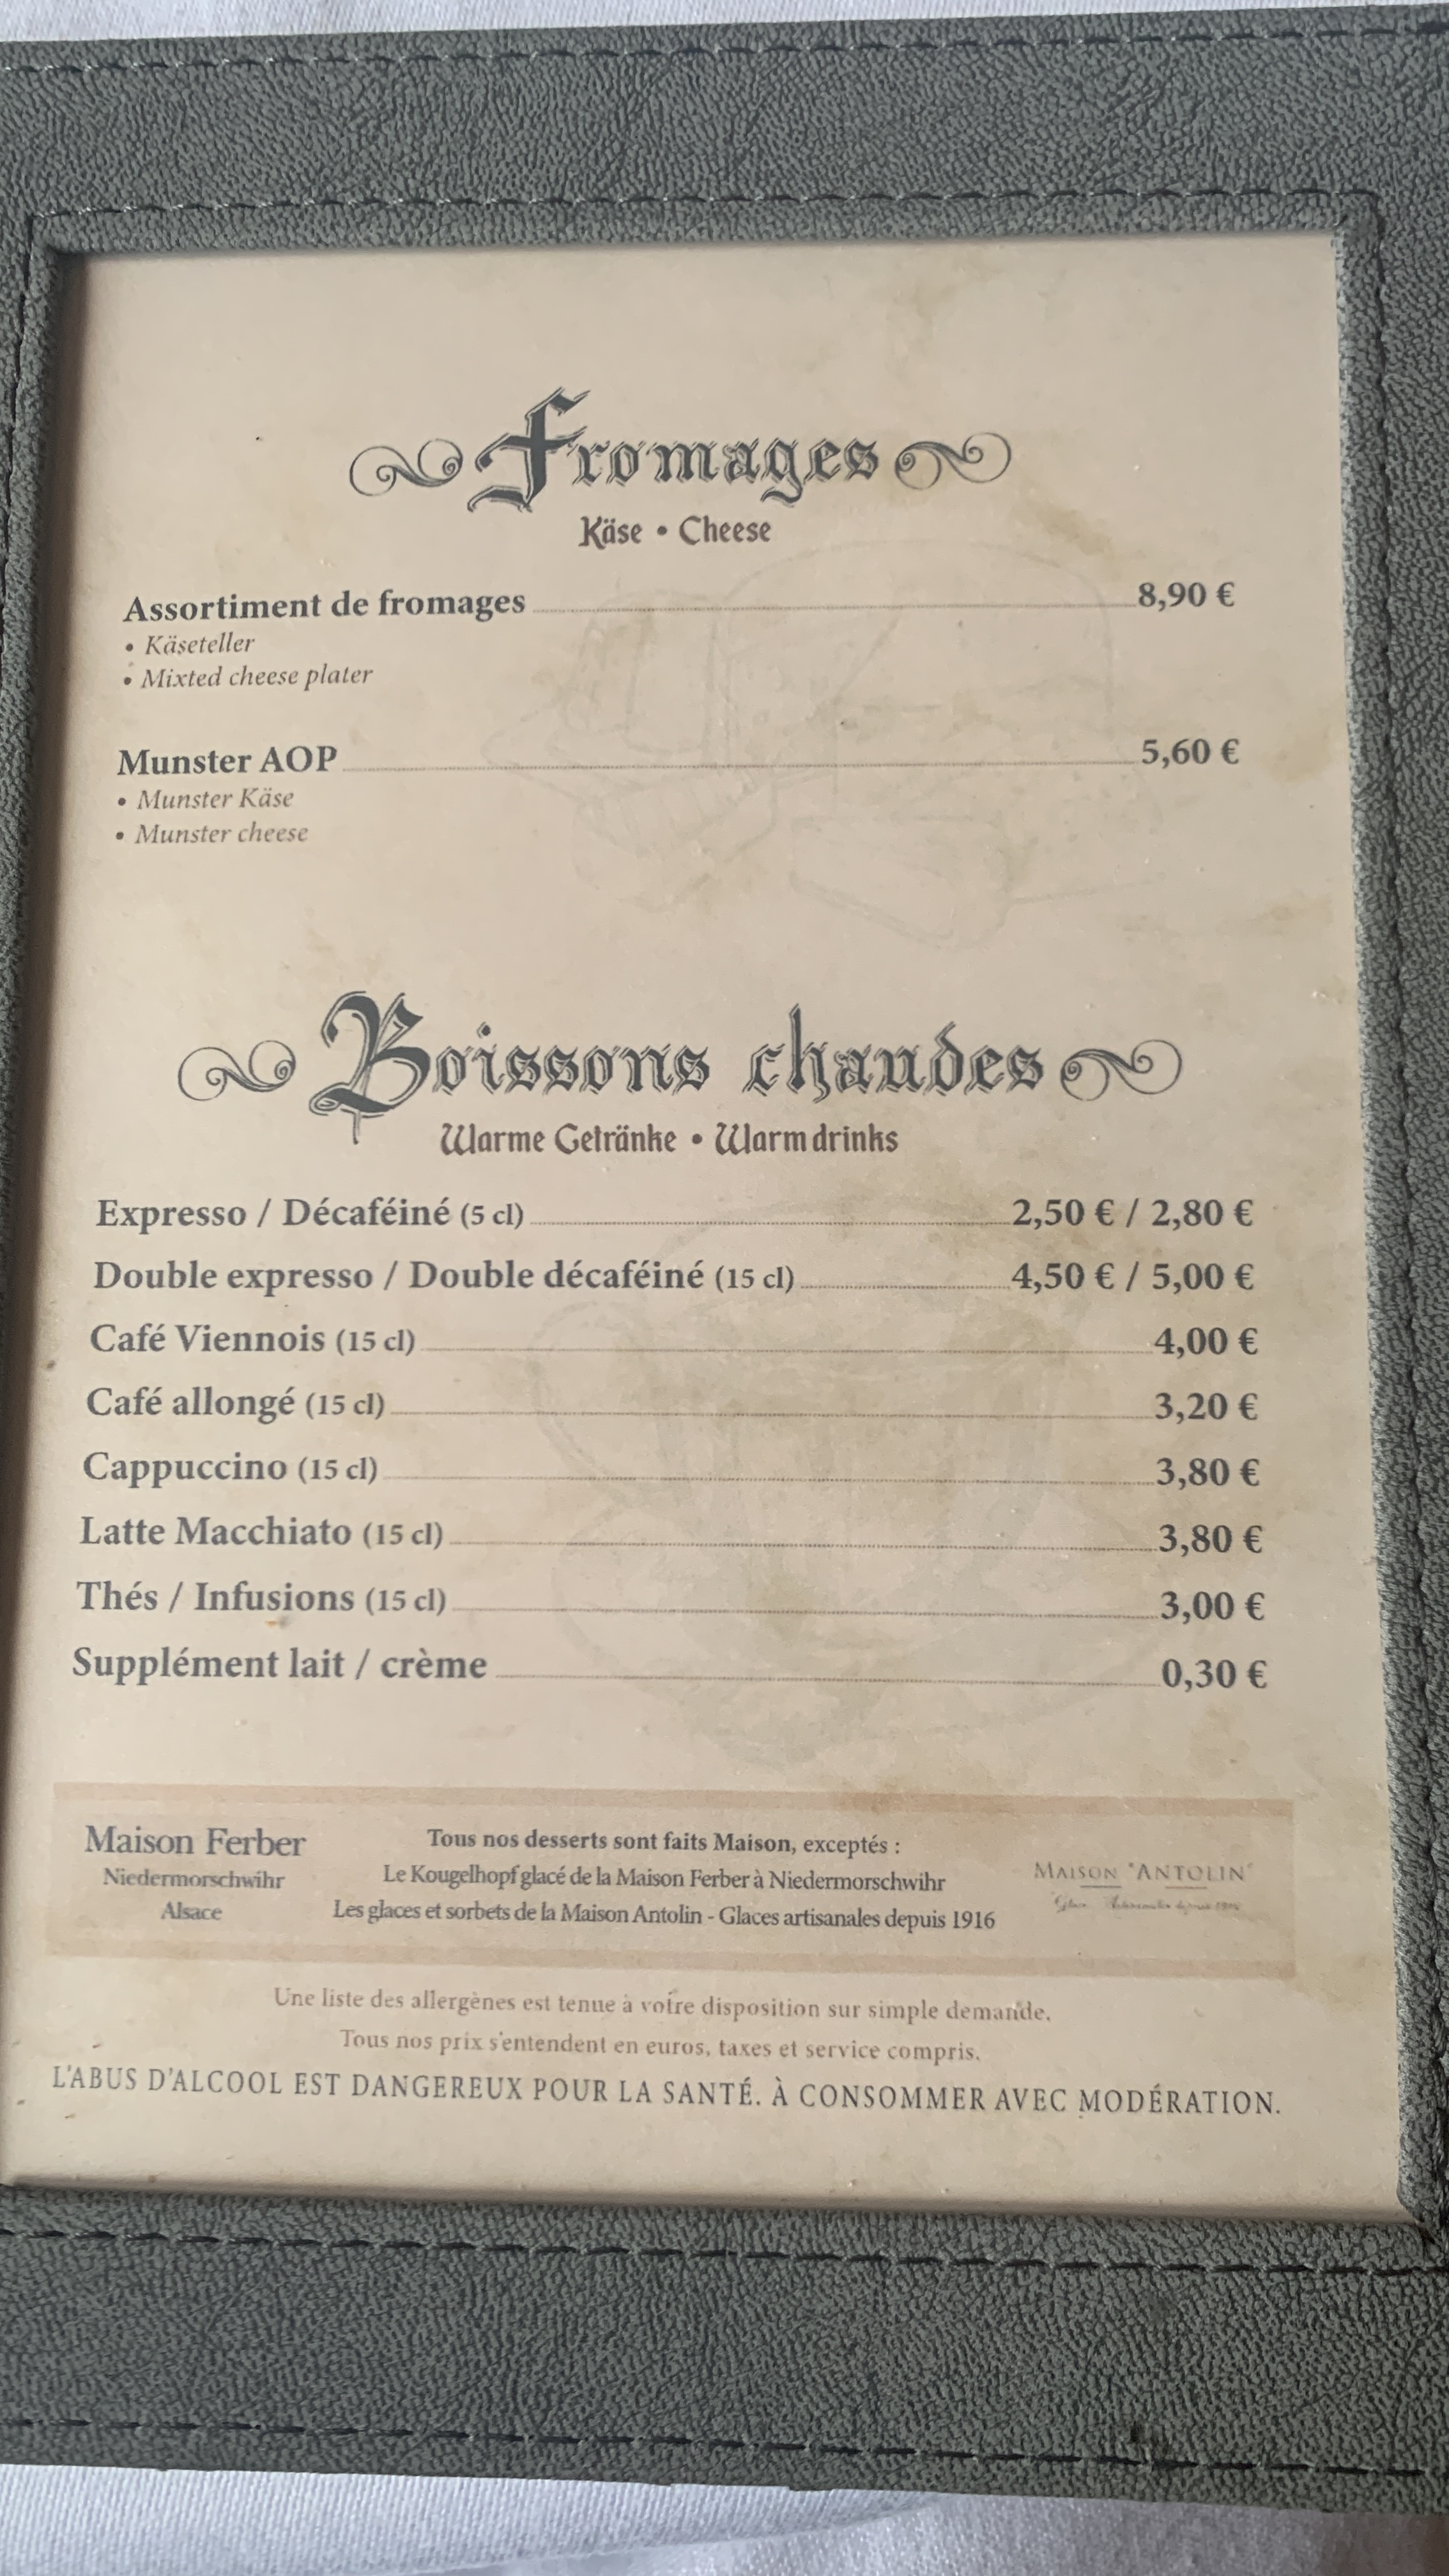 Fromages
Käse • Cheese
Assortiment de fromages 8,90 €
• Käseteller
• Mixted cheese plater
Munster AOP 5,60 €
• Munster Käse
• Munster cheese
Boissons chaudes
Warme Getränke • Warm drinks
Expresso / Décaféiné (5 cl) 2,50 € / 2,80 €
Double expresso / Double décaféiné (15 cl) 4,50 € / 5,00 €
Café Viennois (15 cl) 4,00 €
Café allongé (15 cl) 3,20 €
Cappuccino (15 cl) 3,80 €
Latte Macchiato (15 cl) 3,80 €
Thés / Infusions (15 cl) 3,00 €
Supplément lait / crème 0,30 €
Maison Ferber
Niedermorschwihr
Alsace
Tous nos desserts sont faits Maison, exceptés :
Le Kougelhopf glacé de la Maison Ferber à Niedermorschwihr
Les glaces et sorbets de la Maison Antolin - Glaces artisanales depuis 1916
MAISON "ANTOLIN"
Une liste des allergènes est tenue à votre disposition sur simple demande.
Tous nos prix s'entendent en euros, taxes et service compris.
L'ABUS D'ALCOOL EST DANGEREUX POUR LA SANTÉ. À CONSOMMER AVEC MODÉRATION.